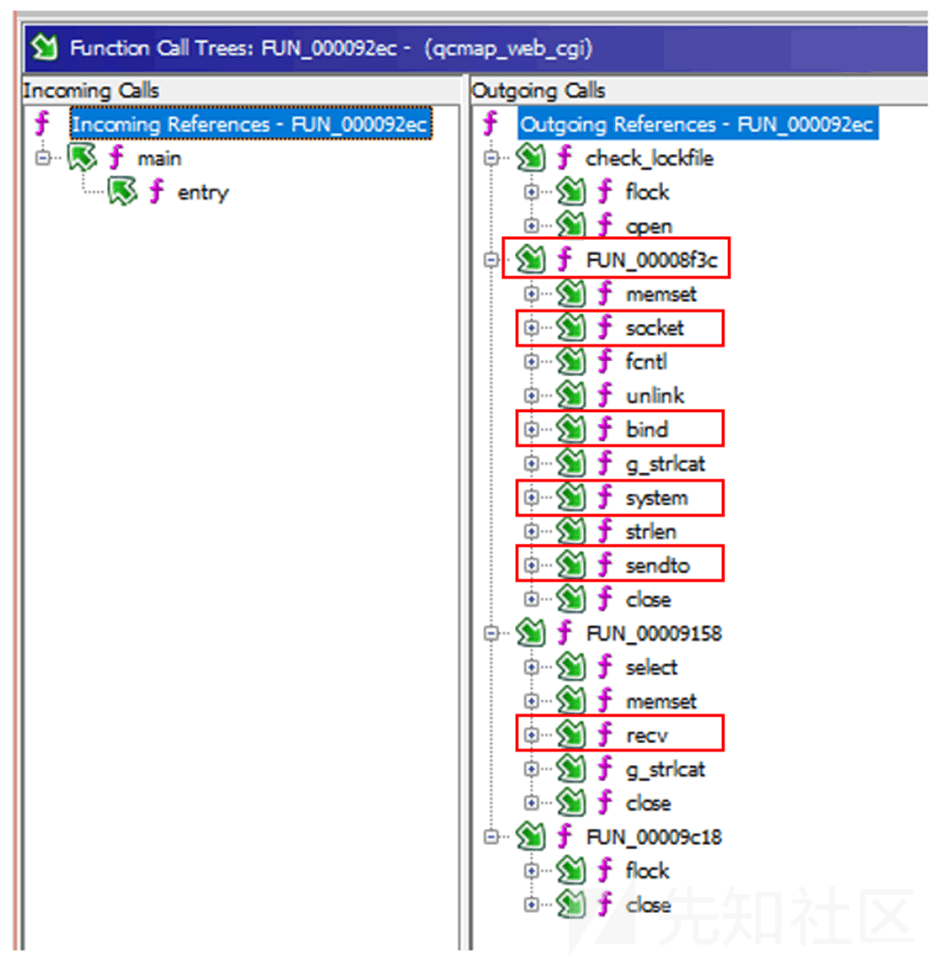 Function Call Trees: FUN_000092ec - (qcmap_web_cgi)
Incoming Calls
Incoming References - FUN_000092ec
main
entry
Outgoing Calls
Outgoing References - FUN_000092ec
check_lockfile
flock
open
FUN_00008f3c
memset
socket
fcntl
unlink
bind
g_strlcat
system
strlen
sendto
close
FUN_00009158
select
memset
recv
g_strlcat
close
FUN_00009c18
flock
close
先知社区